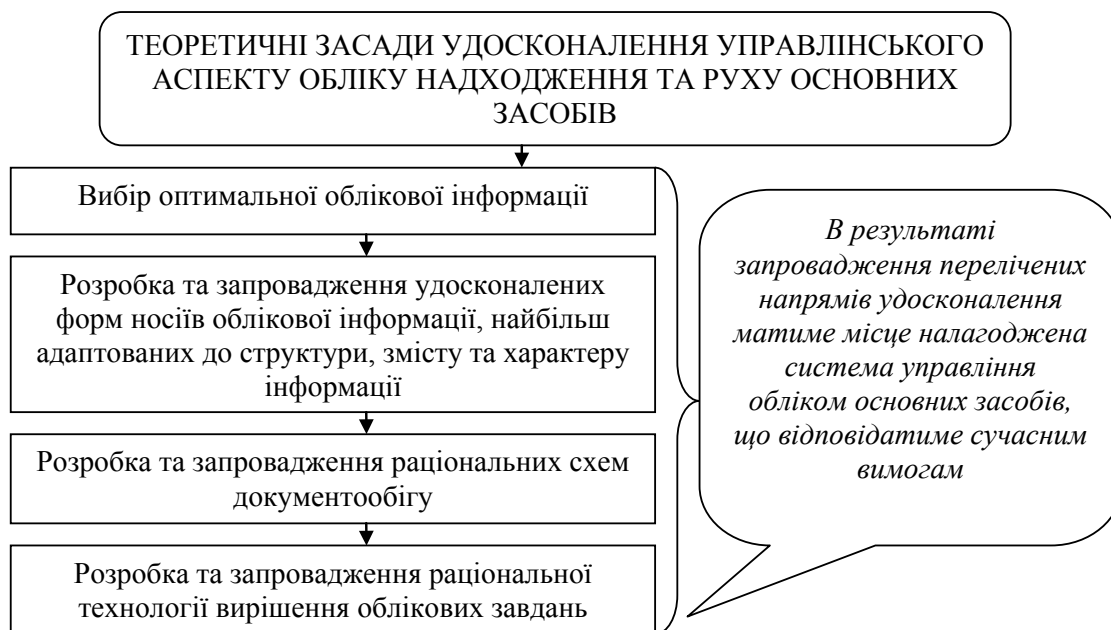 ТЕОРЕТИЧНІ ЗАСАДИ УДОСКОНАЛЕННЯ УПРАВЛІНСЬКОГО
АСПЕКТУ ОБЛІКУ НАДХОДЖЕННЯ ТА РУХУ ОСНОВНИХ
ЗАСОБІВ
Вибір оптимальної облікової інформації
Розробка та запровадження удосконалених
форм носіїв облікової інформації, найбільш
адаптованих до структури, змісту та характеру
інформації
Розробка та запровадження раціональних схем
документообігу
Розробка та запровадження раціональної
технології вирішення облікових завдань
В результаті
запровадження перелічених
напрямів удосконалення
матиме місце налагоджена
система управління
обліком основних засобів,
що відповідатиме сучасним
вимогам